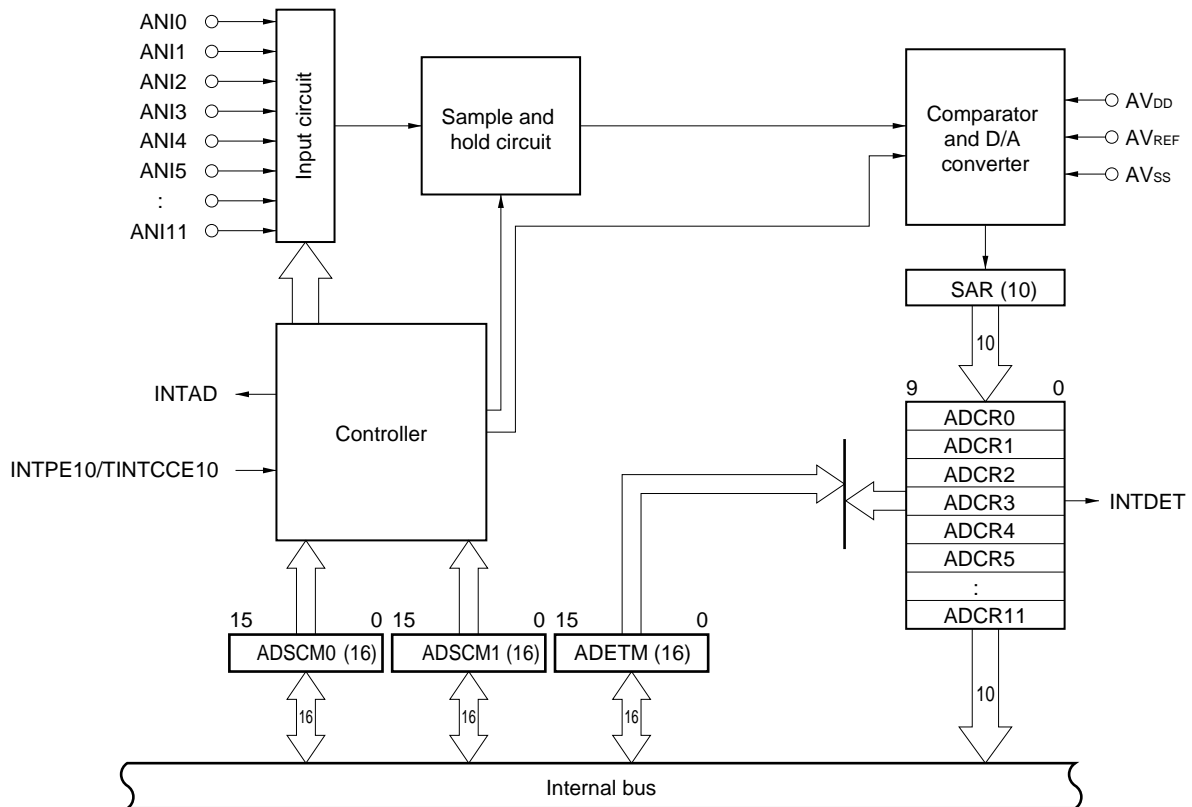 ANI0
ANI1
ANI2
ANI3
ANI4
ANI5
:
ANI11
Input circuit
Sample and
hold circuit
Comparator
and D/A
converter
AVDD
AVREF
AVSS
SAR (10)
10
INTAD
INTPE10/TINTCCE10
Controller
9 0
ADCR0
ADCR1
ADCR2
ADCR3
ADCR4
ADCR5
:
ADCR11
INTDET
15 0
ADSCM0 (16)
15 0
ADSCM1 (16)
15 0
ADETM (16)
16
16
16
10
Internal bus